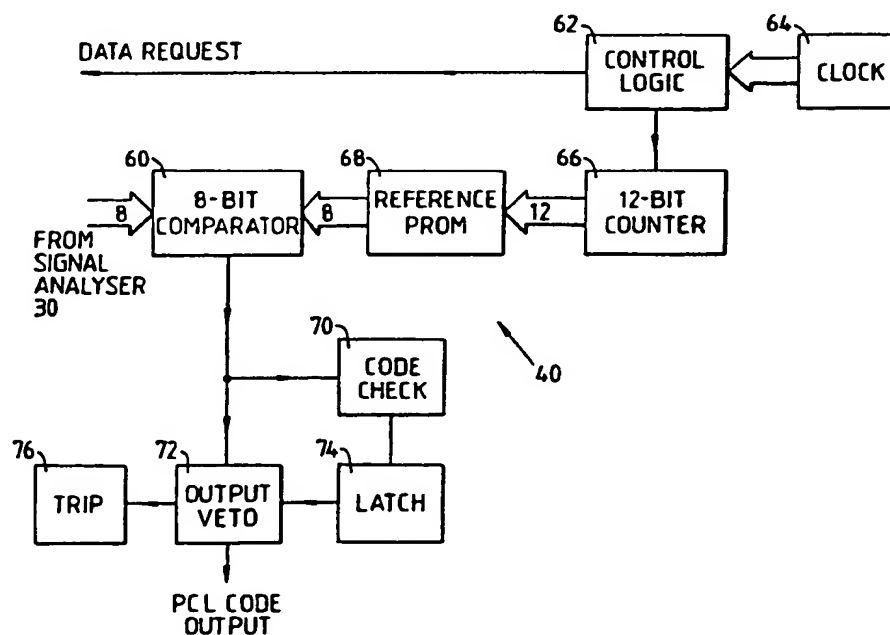 62
64
DATA REQUEST
CONTROL
LOGIC
CLOCK
60
68
66
8
8-BIT
COMPARATOR
8
REFERENCE
PROM
12
12-BIT
COUNTER
FROM
SIGNAL
ANALYSER
30
70
CODE
CHECK
40
76
72
74
TRIP
OUTPUT
VETO
LATCH
PCL CODE
OUTPUT